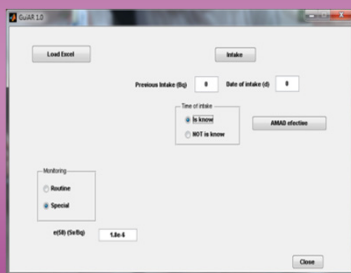 GuiAR 1.0
Load Excel
Intake
Previous Intake (Bq) 0 Date of intake (d) 0
Time of intake
Is know
NOT is know
AMAD efective
Monitoring
Routine
Special
e(50) (Sv/Bq) 1.8e-6
Close